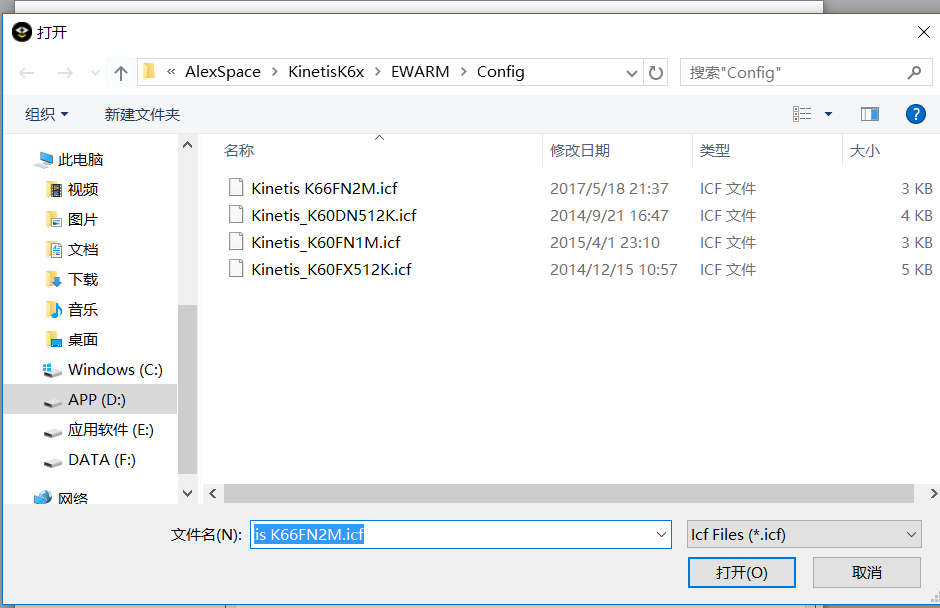 打开
« AlexSpace > KinetisK6x > EWARM > Config
搜索"Config"
组织
新建文件夹
名称 修改日期 类型 大小
此电脑
视频
图片
文档
下载
音乐
桌面
Windows (C:)
APP (D:)
应用软件 (E:)
DATA (F:)
网络
Kinetis K66FN2M.icf 2017/5/18 21:37 ICF 文件 3 KB
Kinetis_K60DN512K.icf 2014/9/21 16:47 ICF 文件 4 KB
Kinetis_K60FN1M.icf 2015/4/1 23:10 ICF 文件 3 KB
Kinetis_K60FX512K.icf 2014/12/15 10:57 ICF 文件 5 KB
文件名(N): is K66FN2M.icf
Icf Files (*.icf)
打开(O)
取消